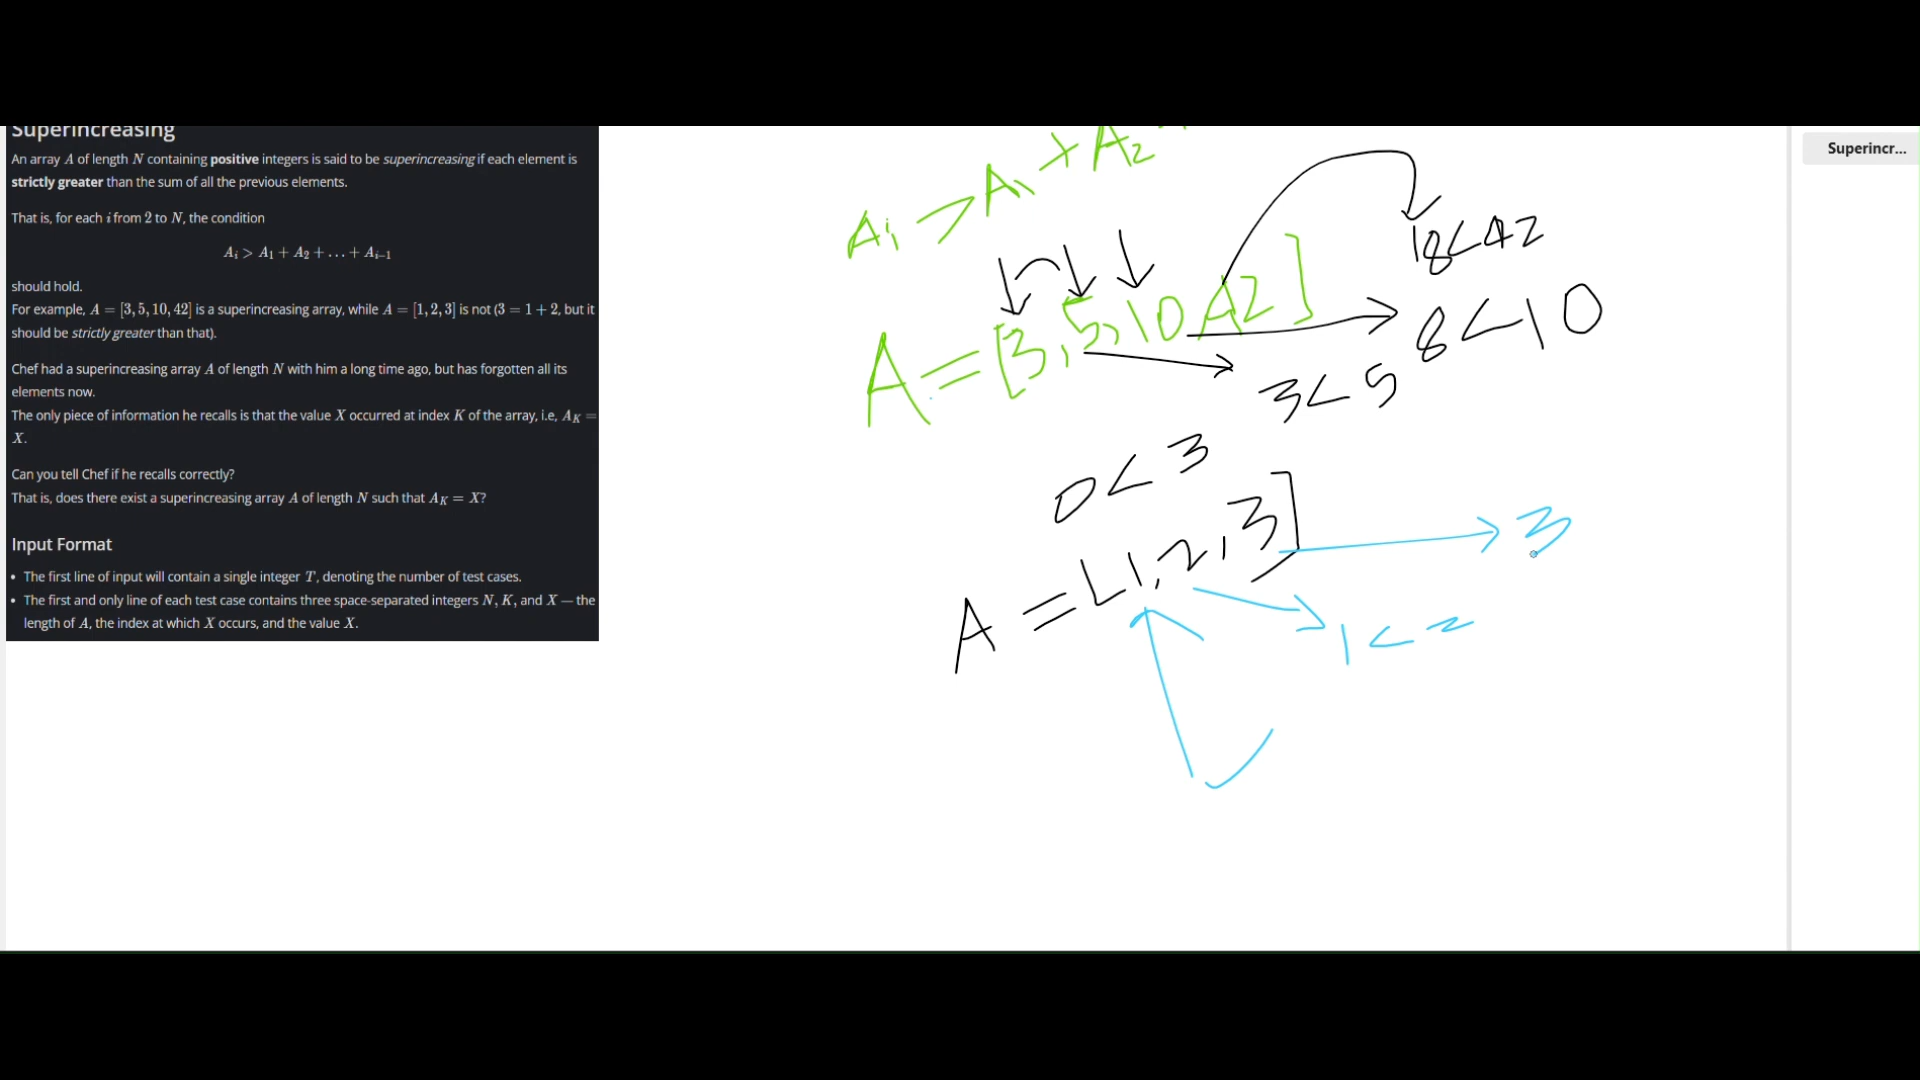 Superincreasing
An array A of length N containing positive integers is said to be superincreasing if each element is
strictly greater than the sum of all the previous elements.
That is, for each i from 2 to N, the condition
A_i > A_1 + A_2 + ... + A_{i-1}
should hold.
For example, A = [3, 5, 10, 42] is a superincreasing array, while A = [1, 2, 3] is not (3 = 1 + 2, but it
should be strictly greater than that).
Chef had a superincreasing array A of length N with him a long time ago, but has forgotten all its
elements now.
The only piece of information he recalls is that the value X occurred at index K of the array, i.e, A_K =
X.
Can you tell Chef if he recalls correctly?
That is, does there exist a superincreasing array A of length N such that A_K = X?
Input Format
• The first line of input will contain a single integer T, denoting the number of test cases.
• The first and only line of each test case contains three space-separated integers N, K, and X — the
length of A, the index at which X occurs, and the value X.
A_i > A_1 + A_2
18 < 42
A = [3, 5, 10, 42]
8 < 10
3 < 5
0 < 3
A = [1, 2, 3]
3
1 < 2
Superincr...